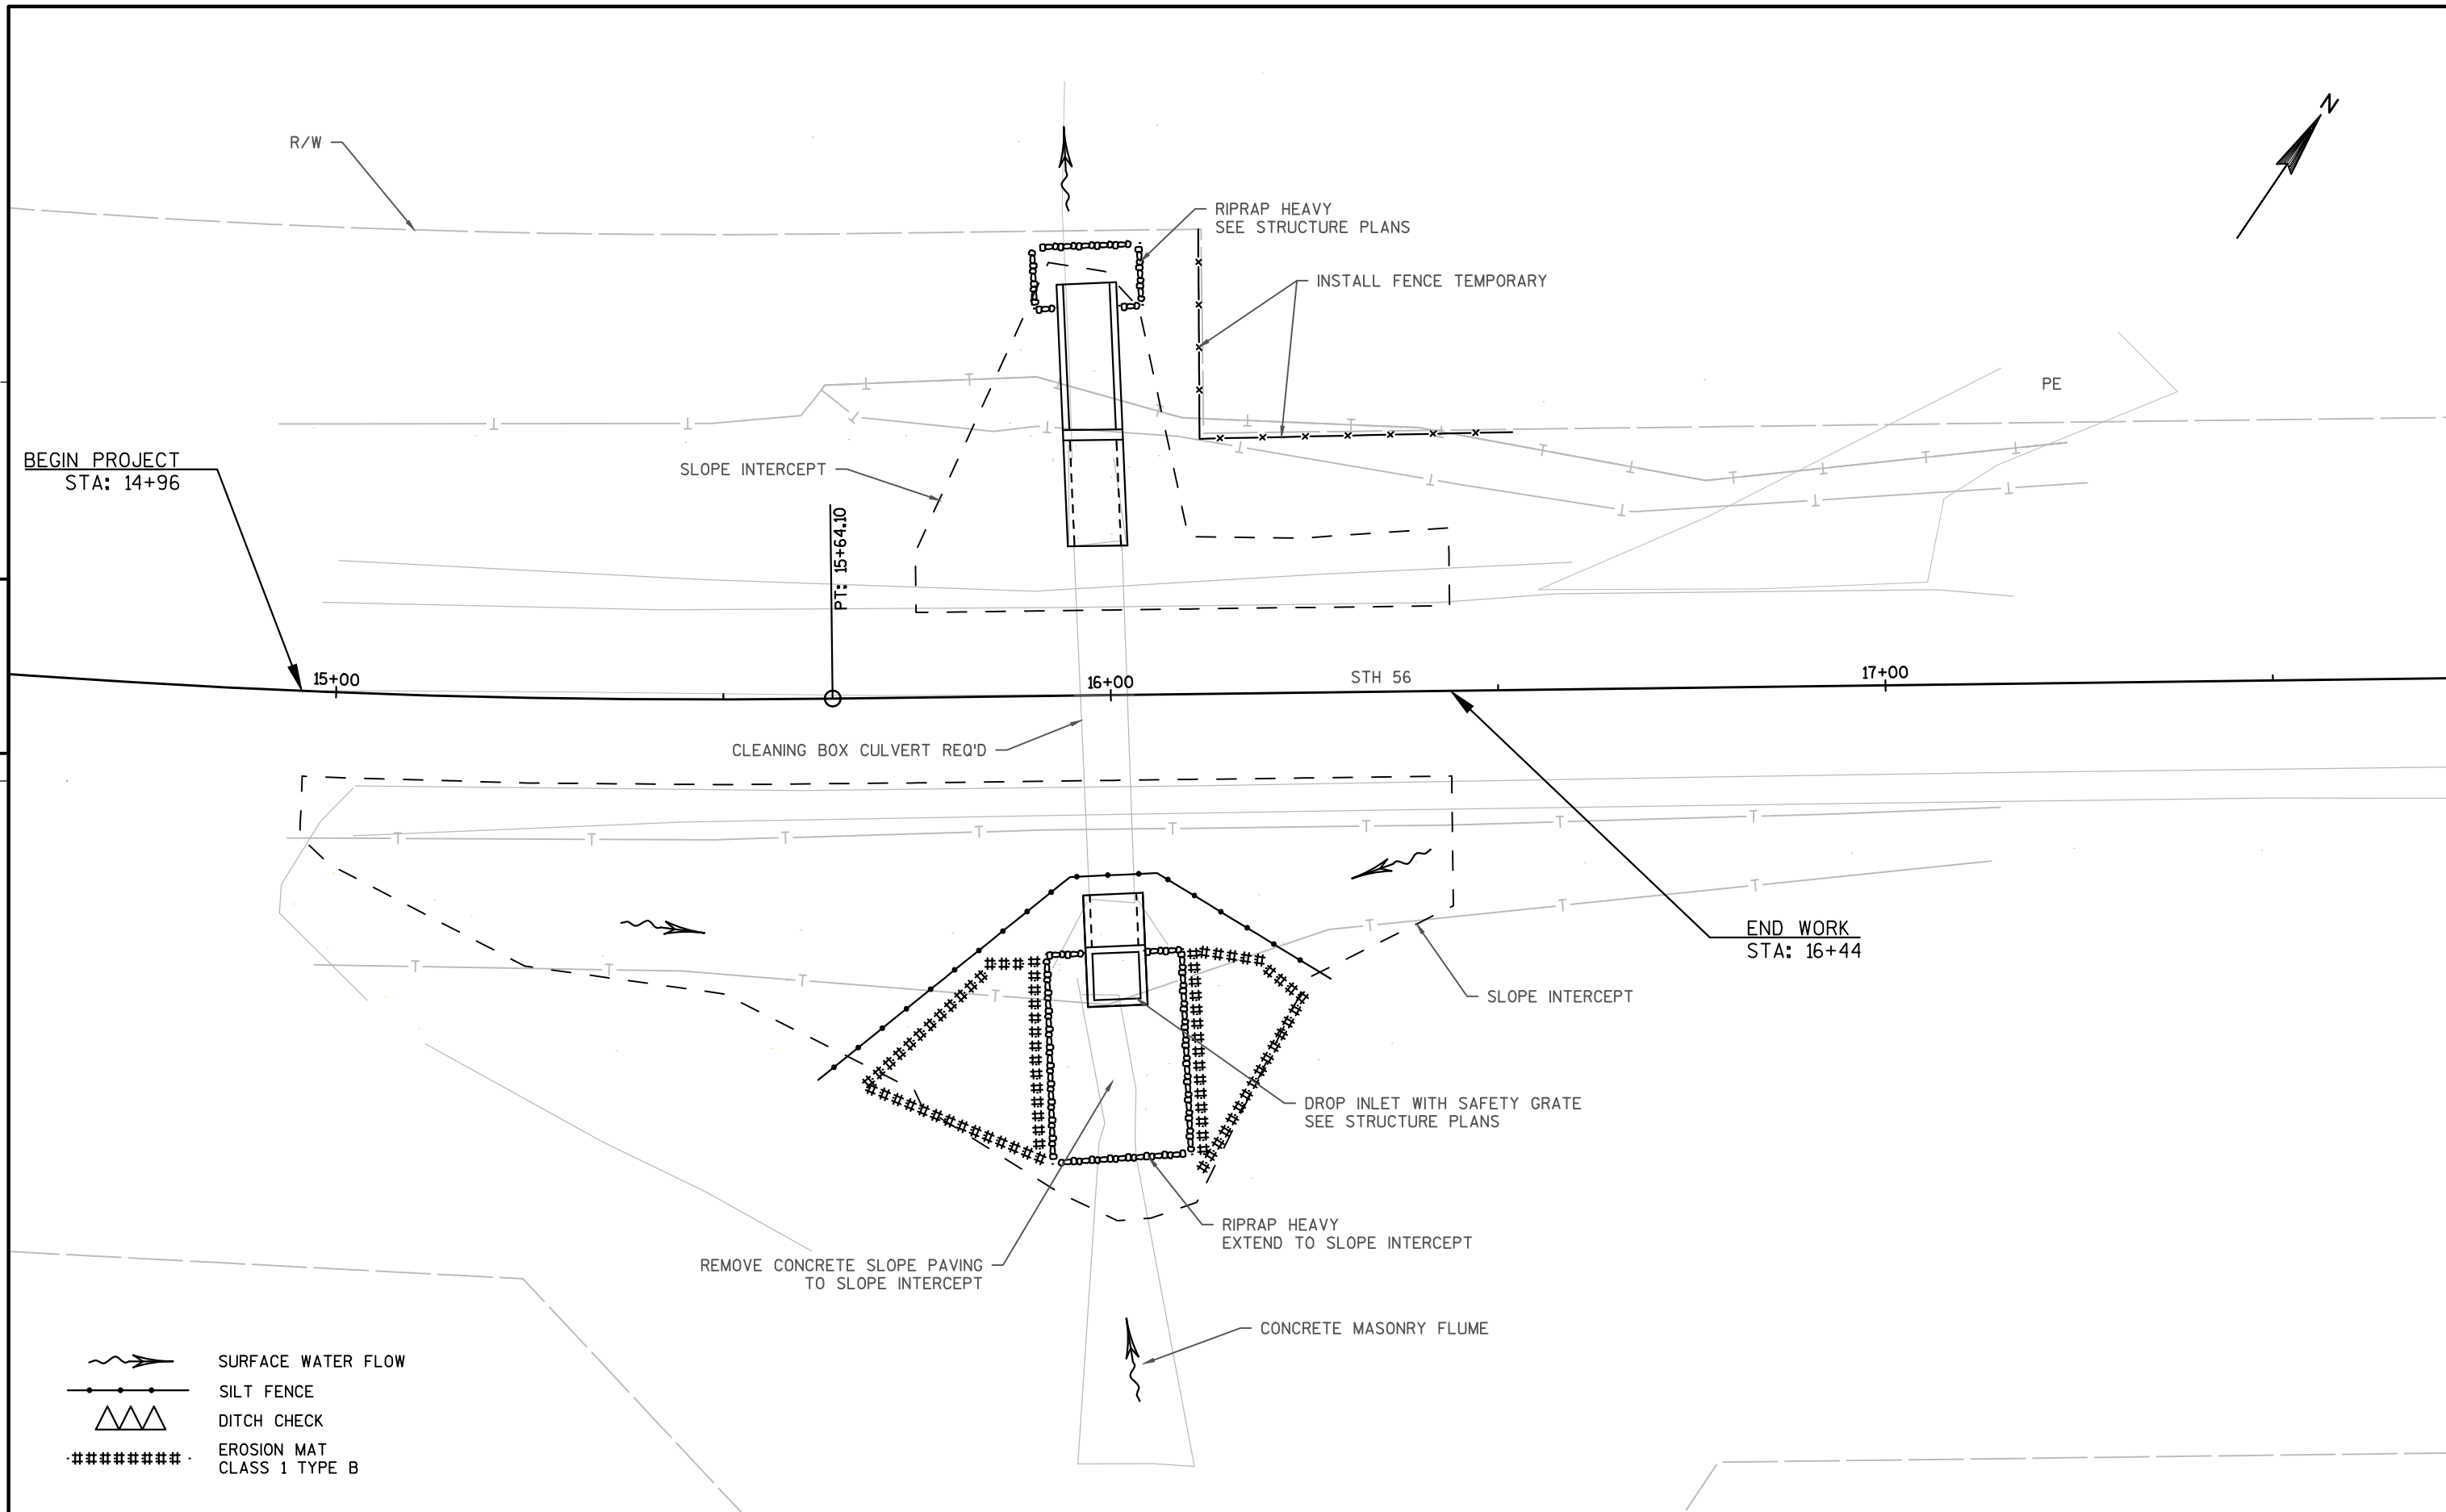 N
R/W
RIPRAP HEAVY
SEE STRUCTURE PLANS
INSTALL FENCE TEMPORARY
PE
BEGIN PROJECT
STA: 14+96
SLOPE INTERCEPT
PT: 15+64.10
15+00
16+00
STH 56
17+00
CLEANING BOX CULVERT REQ'D
END WORK
STA: 16+44
SLOPE INTERCEPT
DROP INLET WITH SAFETY GRATE
SEE STRUCTURE PLANS
RIPRAP HEAVY
EXTEND TO SLOPE INTERCEPT
REMOVE CONCRETE SLOPE PAVING
TO SLOPE INTERCEPT
CONCRETE MASONRY FLUME
SURFACE WATER FLOW
SILT FENCE
DITCH CHECK
EROSION MAT
CLASS 1 TYPE B